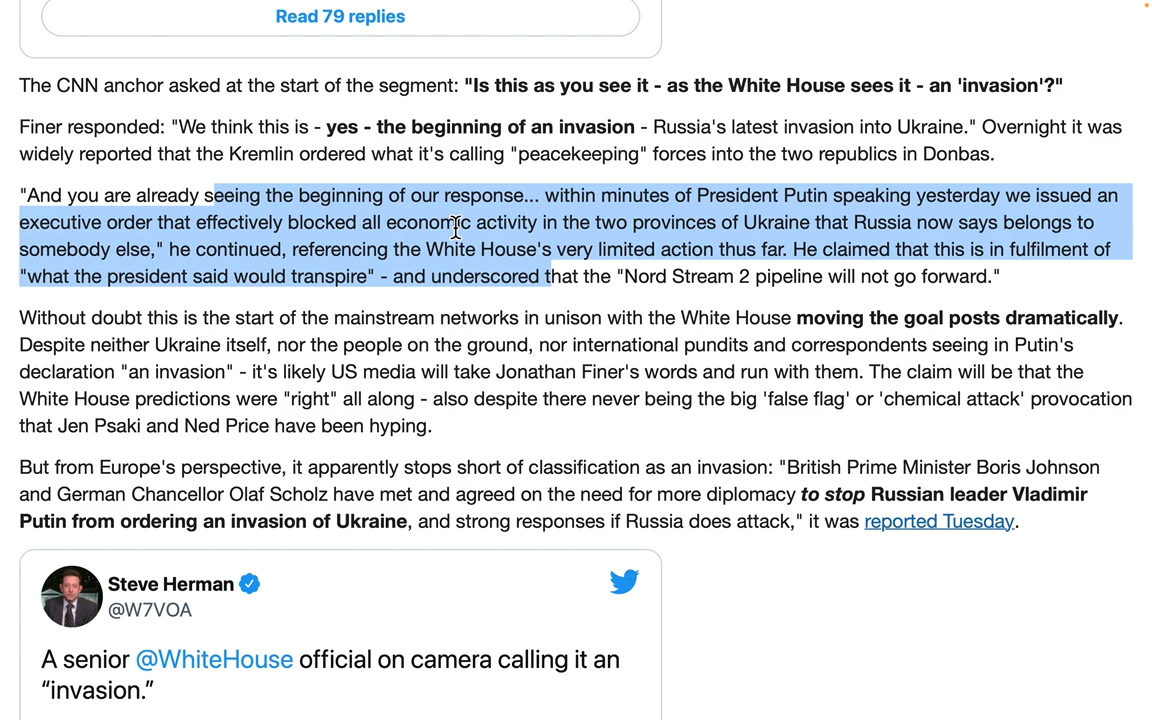 Read 79 replies
The CNN anchor asked at the start of the segment: "Is this as you see it - as the White House sees it - an 'invasion'?"
Finer responded: "We think this is - yes - the beginning of an invasion - Russia's latest invasion into Ukraine." Overnight it was
widely reported that the Kremlin ordered what it's calling "peacekeeping" forces into the two republics in Donbas.
"And you are already seeing the beginning of our response... within minutes of President Putin speaking yesterday we issued an
executive order that effectively blocked all economic activity in the two provinces of Ukraine that Russia now says belongs to
somebody else," he continued, referencing the White House's very limited action thus far. He claimed that this is in fulfilment of
"what the president said would transpire" - and underscored that the "Nord Stream 2 pipeline will not go forward."
Without doubt this is the start of the mainstream networks in unison with the White House moving the goal posts dramatically.
Despite neither Ukraine itself, nor the people on the ground, nor international pundits and correspondents seeing in Putin's
declaration "an invasion" - it's likely US media will take Jonathan Finer's words and run with them. The claim will be that the
White House predictions were "right" all along - also despite there never being the big 'false flag' or 'chemical attack' provocation
that Jen Psaki and Ned Price have been hyping.
But from Europe's perspective, it apparently stops short of classification as an invasion: "British Prime Minister Boris Johnson
and German Chancellor Olaf Scholz have met and agreed on the need for more diplomacy to stop Russian leader Vladimir
Putin from ordering an invasion of Ukraine, and strong responses if Russia does attack," it was reported Tuesday.
Steve Herman
@W7VOA
A senior @WhiteHouse official on camera calling it an
“invasion.”